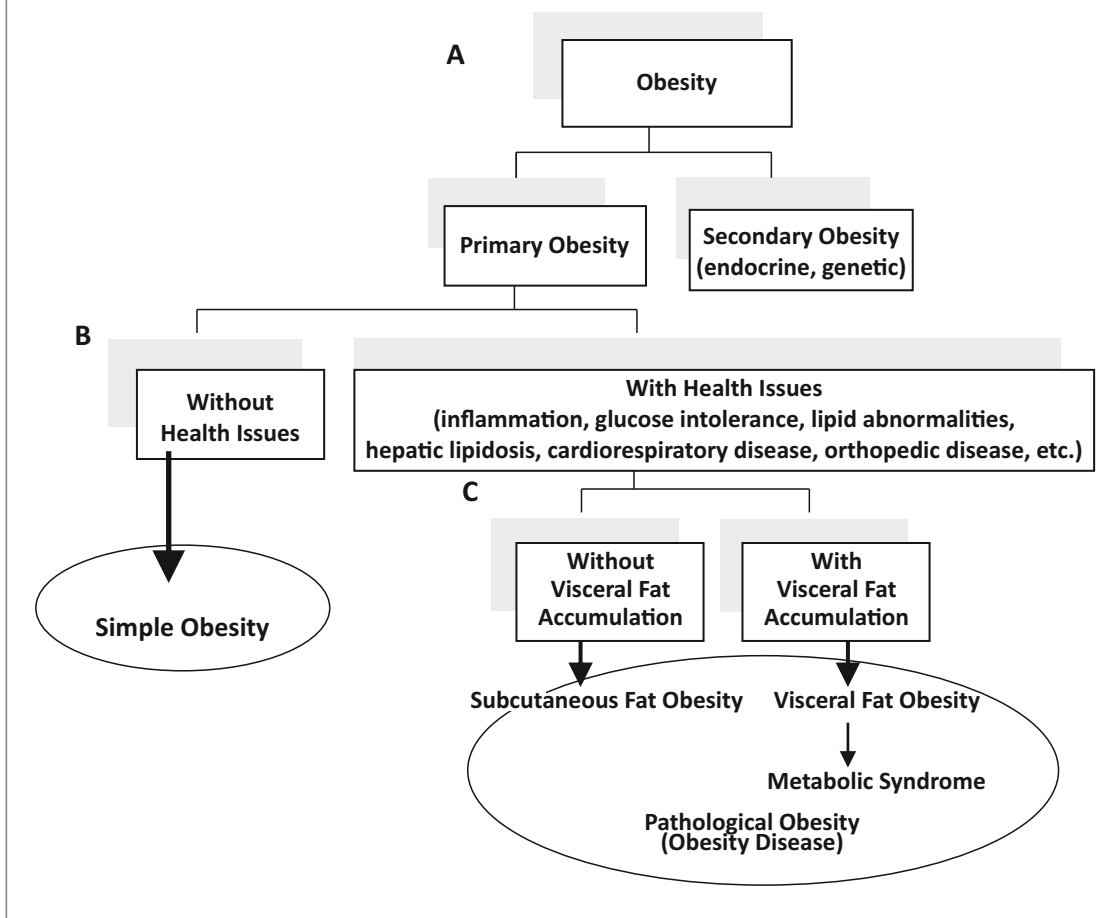 A
Obesity
Primary Obesity
Secondary Obesity
(endocrine, genetic)
B
Without
Health Issues
With Health Issues
(inflammation, glucose intolerance, lipid abnormalities,
hepatic lipidosis, cardiorespiratory disease, orthopedic disease, etc.)
C
Without
Visceral Fat
Accumulation
With
Visceral Fat
Accumulation
Simple Obesity
Subcutaneous Fat Obesity
Visceral Fat Obesity
Metabolic Syndrome
Pathological Obesity
(Obesity Disease)